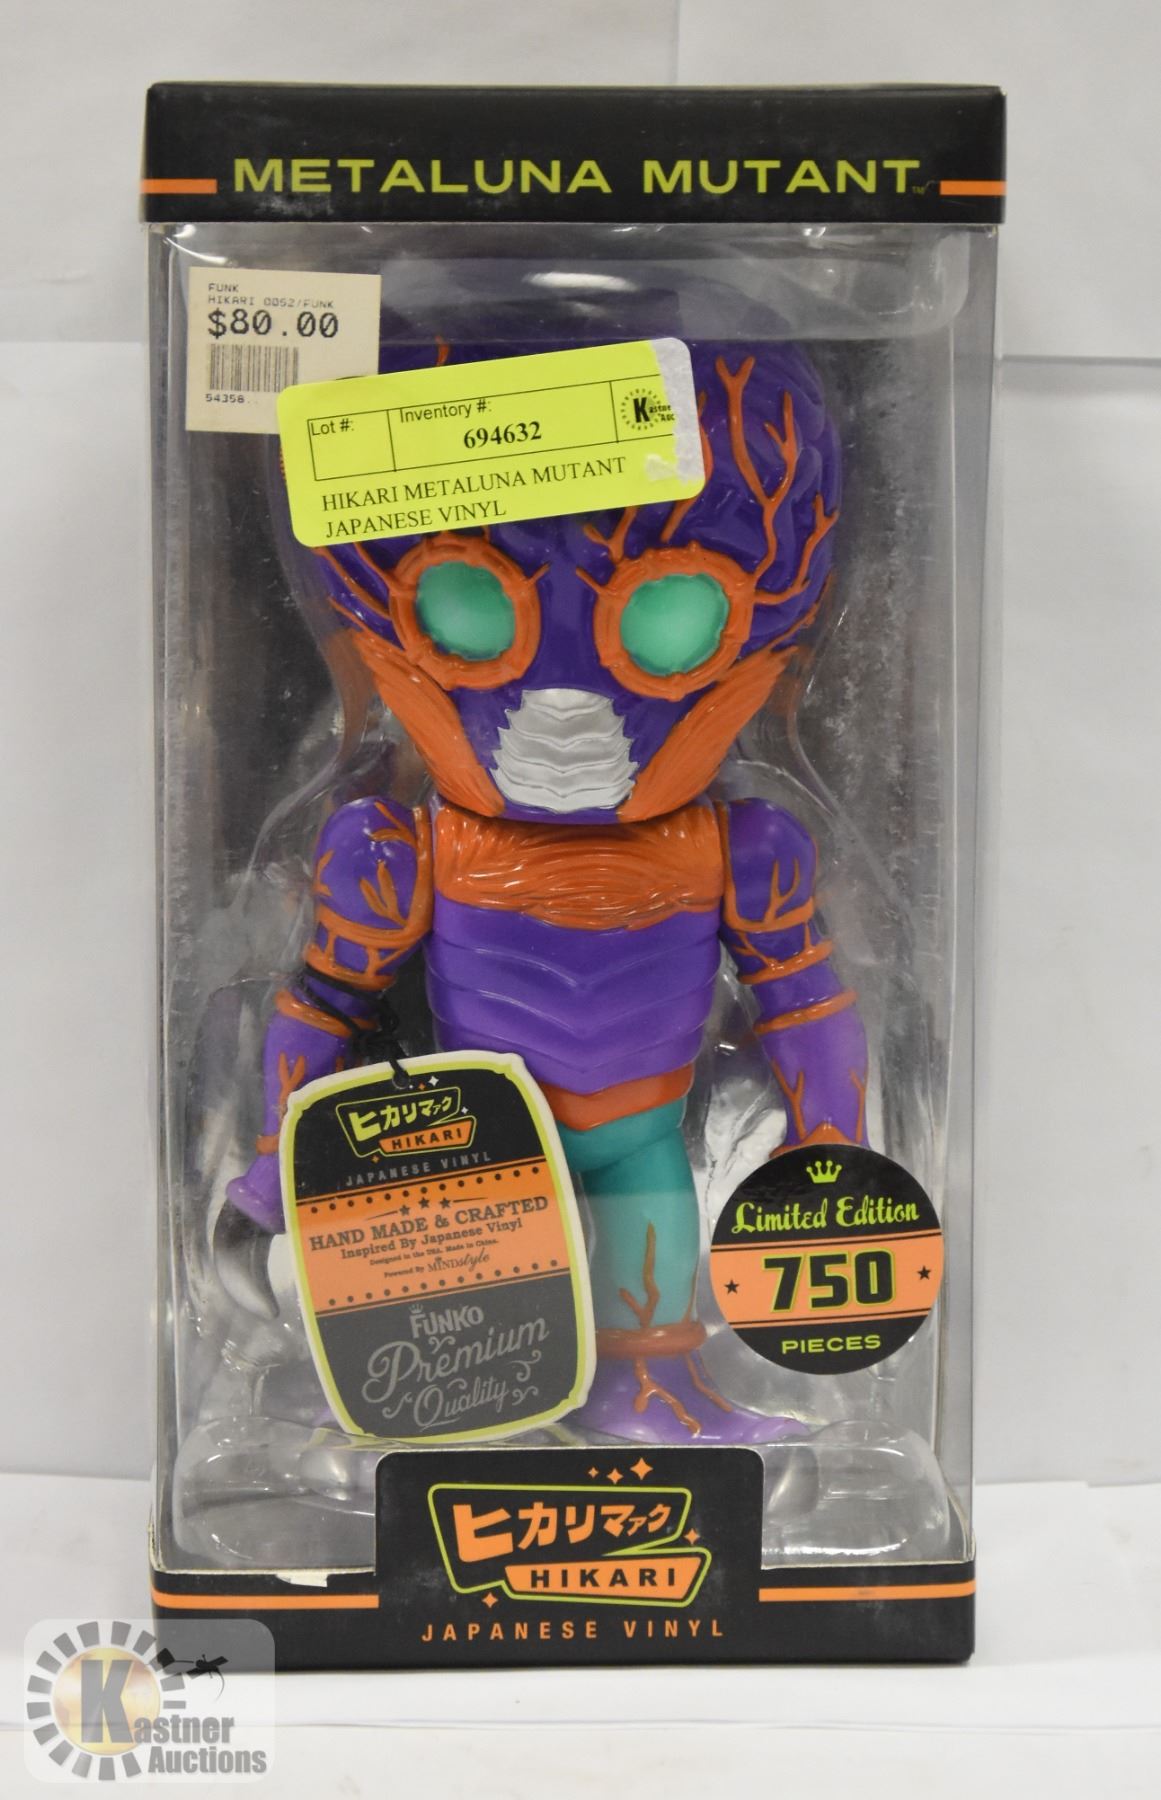 METALUNA MUTANT™
FUNK
HIKARI 0052/FUNK
$80.00
54358..
Lot #:
Inventory #:
694632
HIKARI METALUNA MUTANT
JAPANESE VINYL
ヒカリマァク
HIKARI
JAPANESE VINYL
HAND MADE & CRAFTED
Inspired By Japanese Vinyl
Designed in the USA. Made in China.
Powered By MINDstyle
FUNKO
Premium
Quality
Limited Edition
750
PIECES
ヒカリマァク
HIKARI
JAPANESE VINYL
Kastner
Auctions